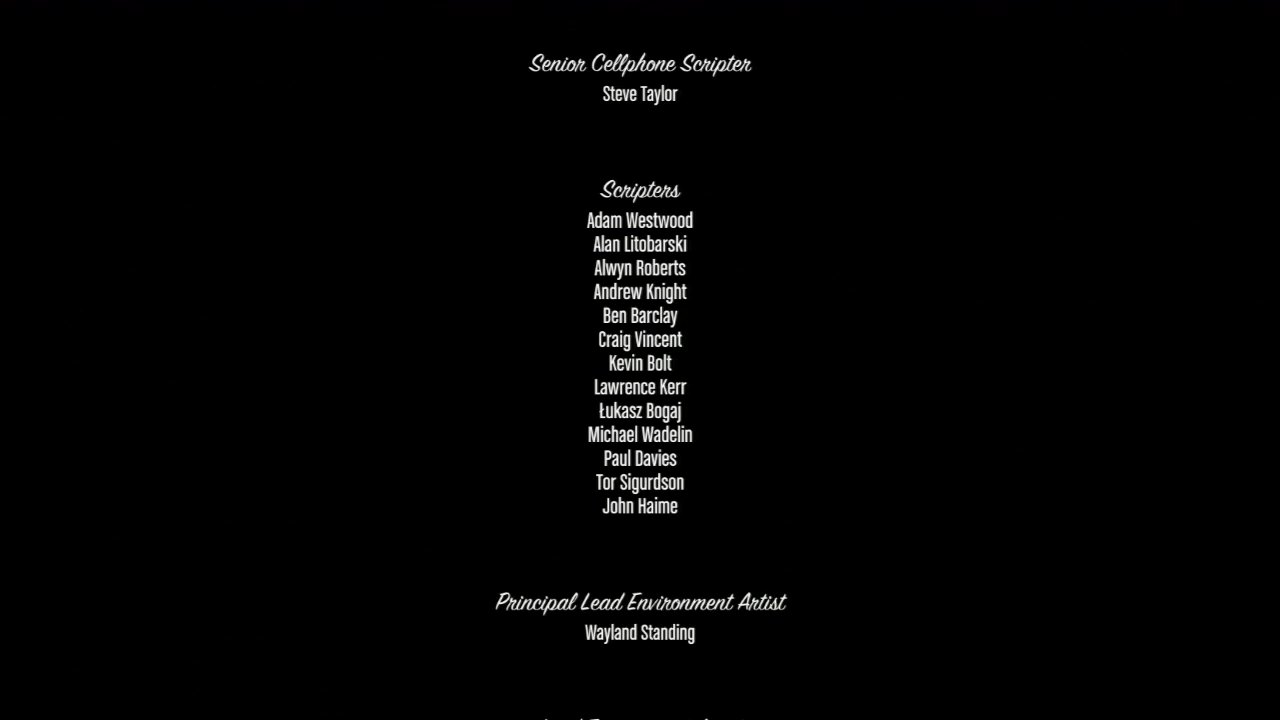 Senior Cellphone Scripter
Steve Taylor
Scripters
Adam Westwood
Alan Litobarski
Alwyn Roberts
Andrew Knight
Ben Barclay
Craig Vincent
Kevin Bolt
Lawrence Kerr
Łukasz Bogaj
Michael Wadelin
Paul Davies
Tor Sigurdson
John Haime
Principal Lead Environment Artist
Wayland Standing